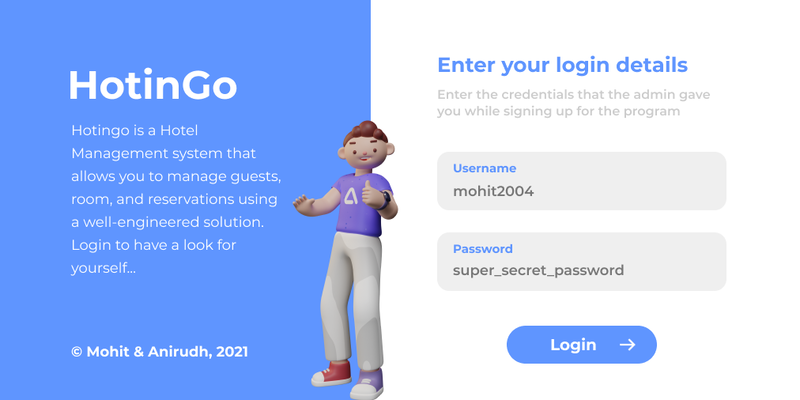 HotinGo
Hotingo is a Hotel
Management system that
allows you to manage guests,
room, and reservations using
a well-engineered solution.
Login to have a look for
yourself...
© Mohit & Anirudh, 2021
Enter your login details
Enter the credentials that the admin gave
you while signing up for the program
Username
mohit2004
Password
super_secret_password
Login